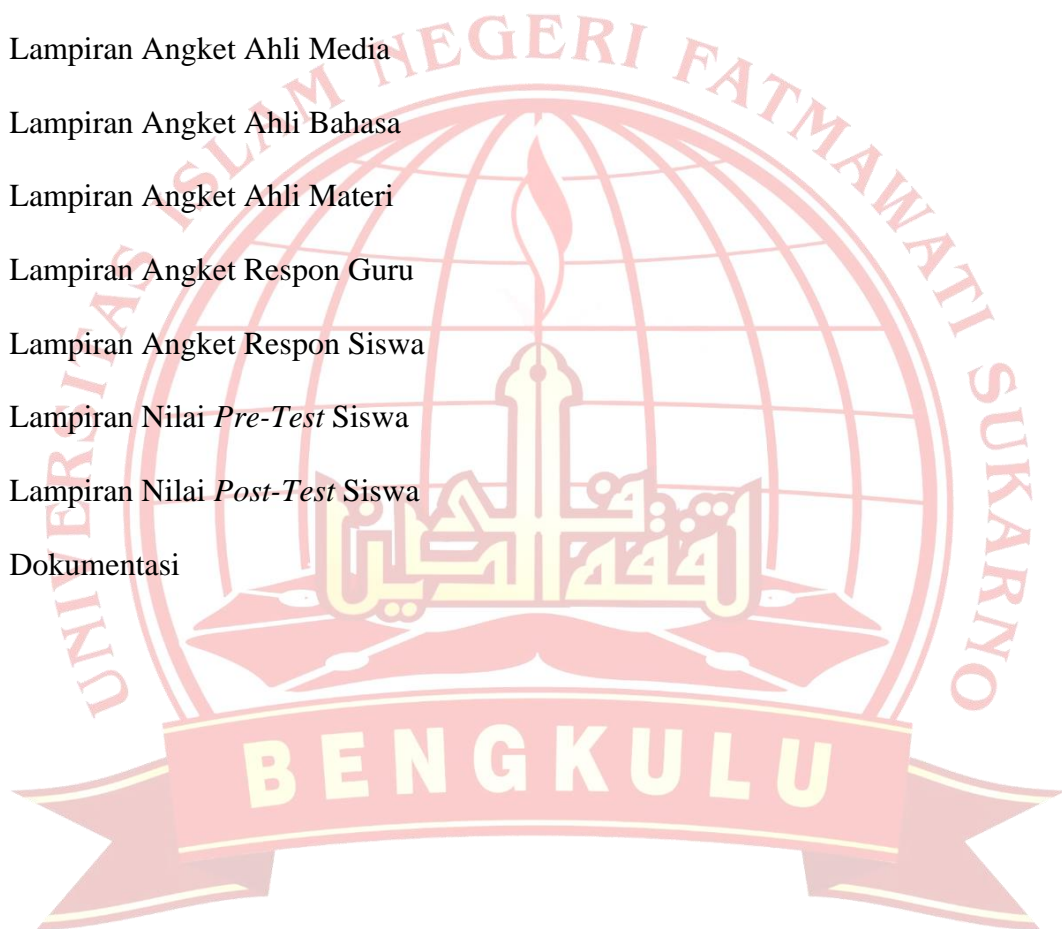 Lampiran Angket Ahli Media
Lampiran Angket Ahli Bahasa
Lampiran Angket Ahli Materi
Lampiran Angket Respon Guru
Lampiran Angket Respon Siswa
Lampiran Nilai Pre-Test Siswa
Lampiran Nilai Post-Test Siswa
Dokumentasi
UNIVERSITAS ISLAM NEGERI FATMAWATI SUKARNO
BENGKULU